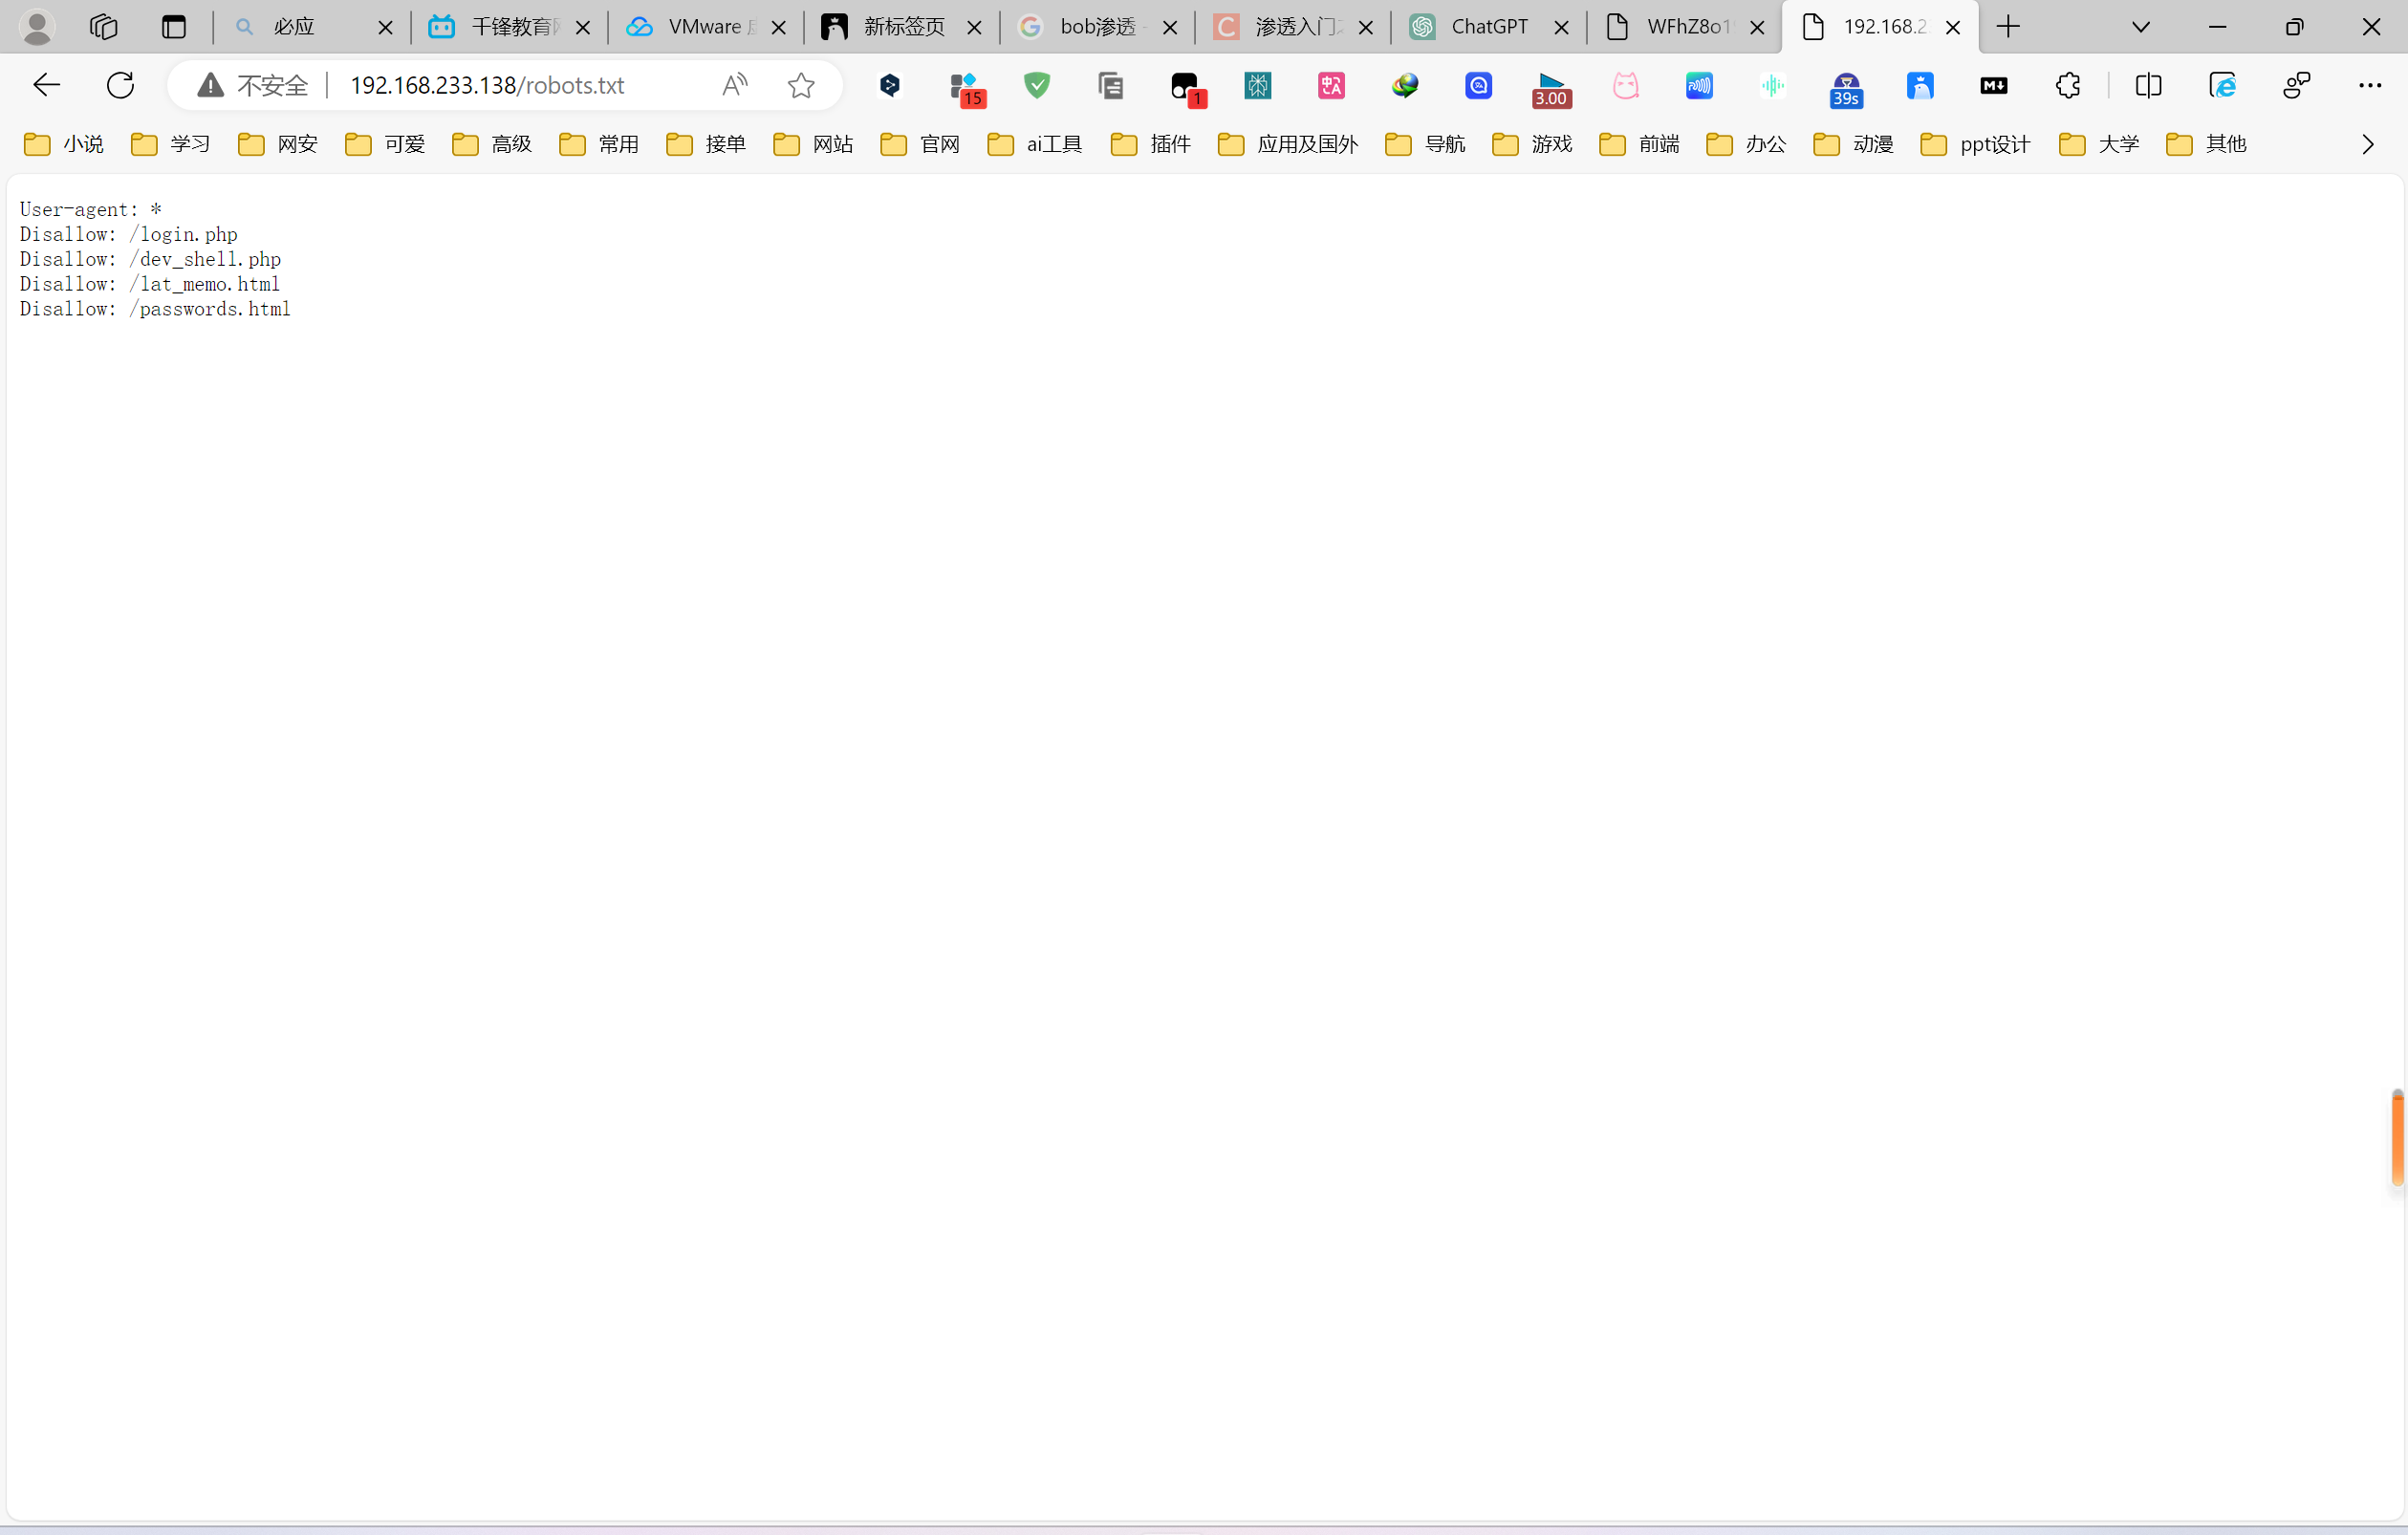 必应
千锋教育
VMware
新标签页
bob渗透 -
渗透入门
ChatGPT
WFhZ8o1
192.168.2
不安全
192.168.233.138/robots.txt
15
1
3.00
39s
小说
学习
网安
可爱
高级
常用
接单
网站
官网
ai工具
插件
应用及国外
导航
游戏
前端
办公
动漫
ppt设计
大学
其他
User-agent: *
Disallow: /login.php
Disallow: /dev_shell.php
Disallow: /lat_memo.html
Disallow: /passwords.html